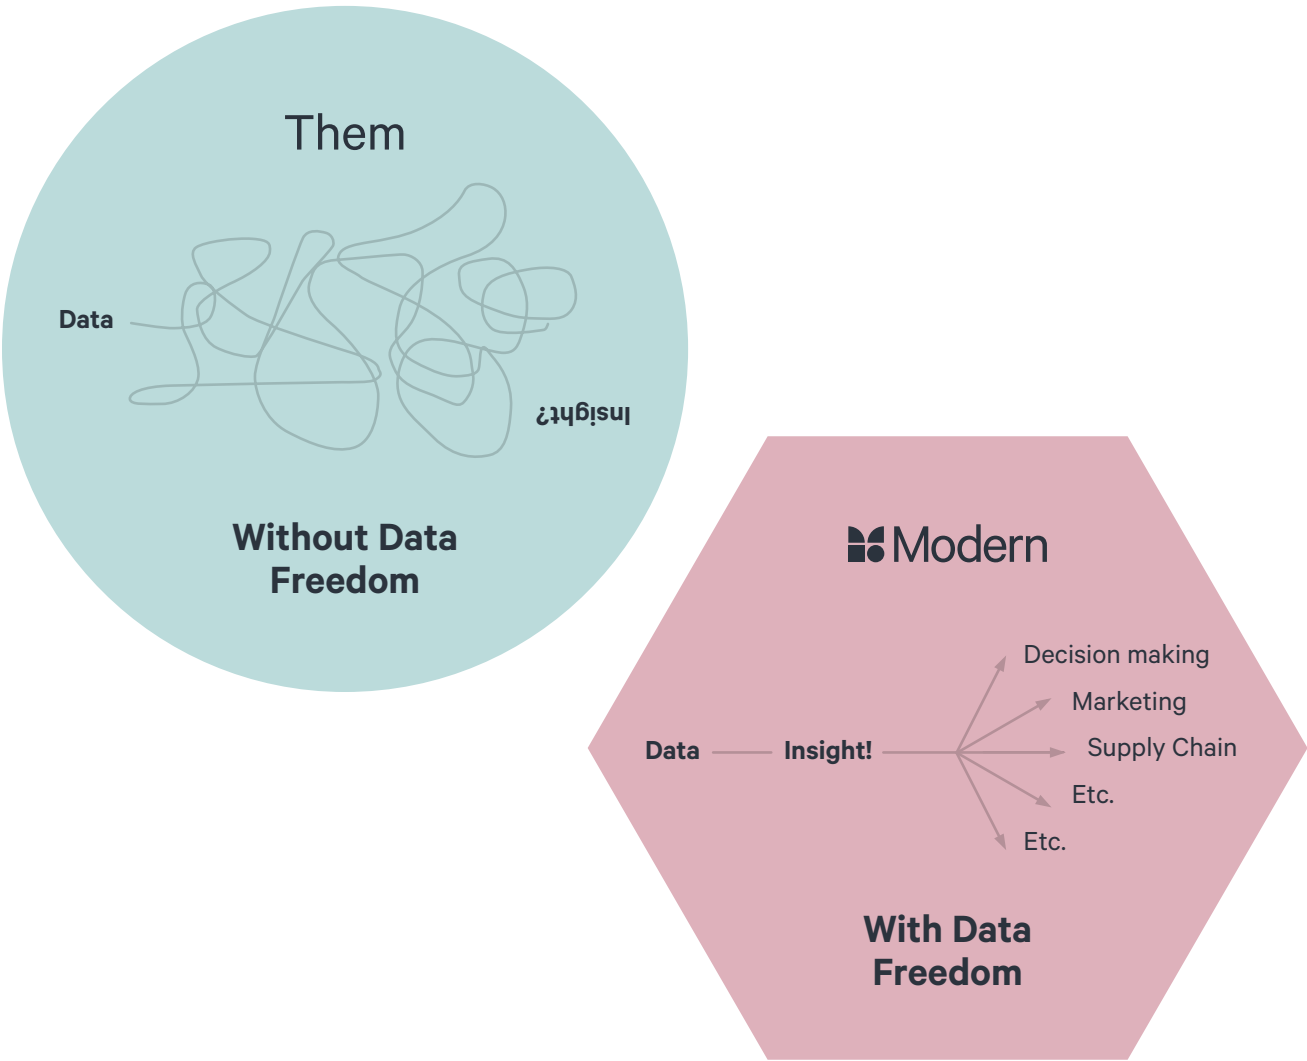 Them
Data
Insight?
Without Data
Freedom
Modern
Decision making
Marketing
Data
Insight!
Supply Chain
Etc.
Etc.
With Data
Freedom